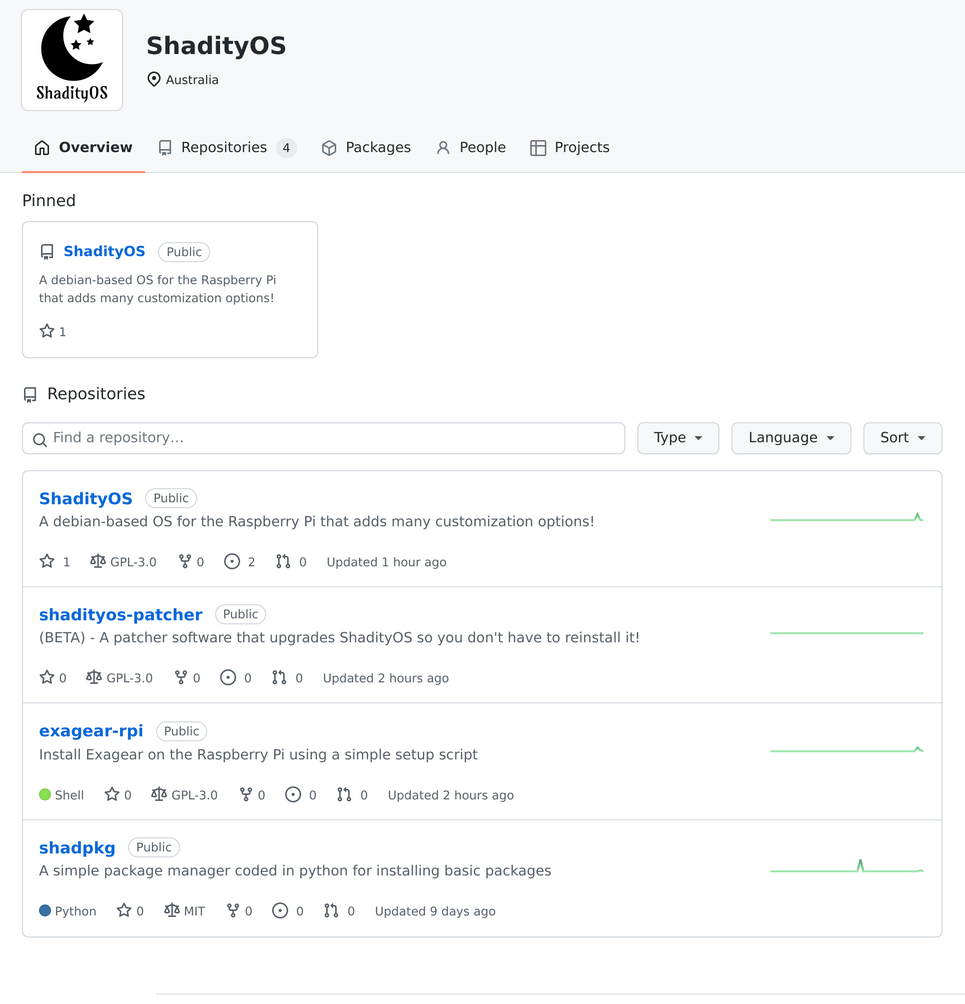 ShadityOS
ShadityOS
Australia
Overview Repositories 4 Packages People Projects
Pinned
ShadityOS Public
A debian-based OS for the Raspberry Pi
that adds many customization options!
1
Repositories
Find a repository… Type Language Sort
ShadityOS Public
A debian-based OS for the Raspberry Pi that adds many customization options!
1 GPL-3.0 0 2 0 Updated 1 hour ago
shadityos-patcher Public
(BETA) - A patcher software that upgrades ShadityOS so you don't have to reinstall it!
0 GPL-3.0 0 0 0 Updated 2 hours ago
exagear-rpi Public
Install Exagear on the Raspberry Pi using a simple setup script
Shell 0 GPL-3.0 0 0 0 Updated 2 hours ago
shadpkg Public
A simple package manager coded in python for installing basic packages
Python 0 MIT 0 0 0 Updated 9 days ago